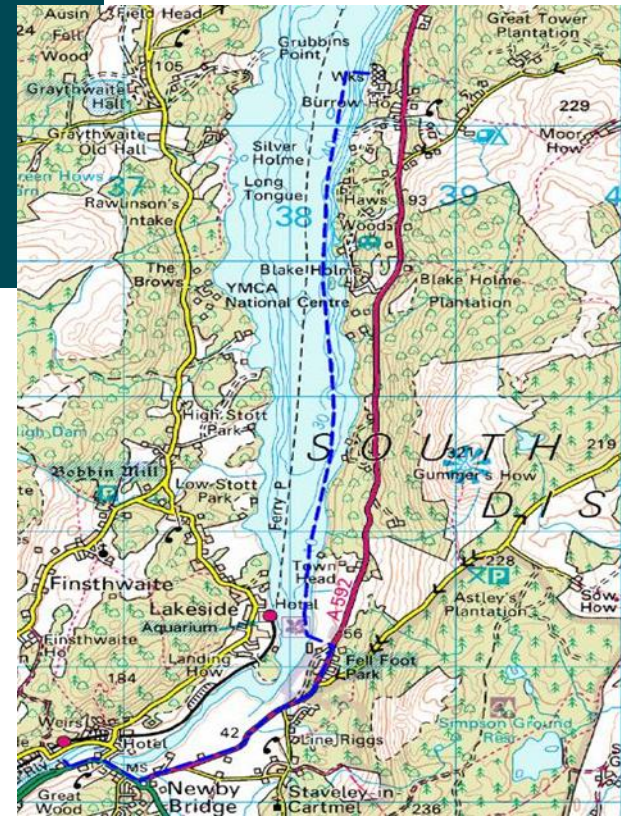 Ausin
Field Head
Great Tower
Plantation
24
Fell
Wood
Grubbins
Point
105
Wks
Graythwaite
Hall
Burrow Ho
229
Graythwaite
Old Hall
Moor
How
Silver
Holme
37
Long
Tongue
39
4
Rawlinson's
Intake
38
Haws
93
Wood
The
Brows
Blake Holme
Blake Holme
Plantation
YMCA
National Centre
30
High Stott
Park
SOUTH
219
321
Gummer's How
Bobbin Mill
P
Low Stott
Park
DIS
Ferry P
228
P
Town
Head
Finsthwaite
A592
Lakeside
Hotel
Astley's
Plantation
Sow
How
Aquarium
56
Finsthwaite
Ho
Landing
How
Fell Foot
Park
184
Weirs
42
Simpson Ground
Resr
Hotel
Line Riggs
MS
Great
Wood
Newby
Bridge
Staveley-in-
Cartmel
236